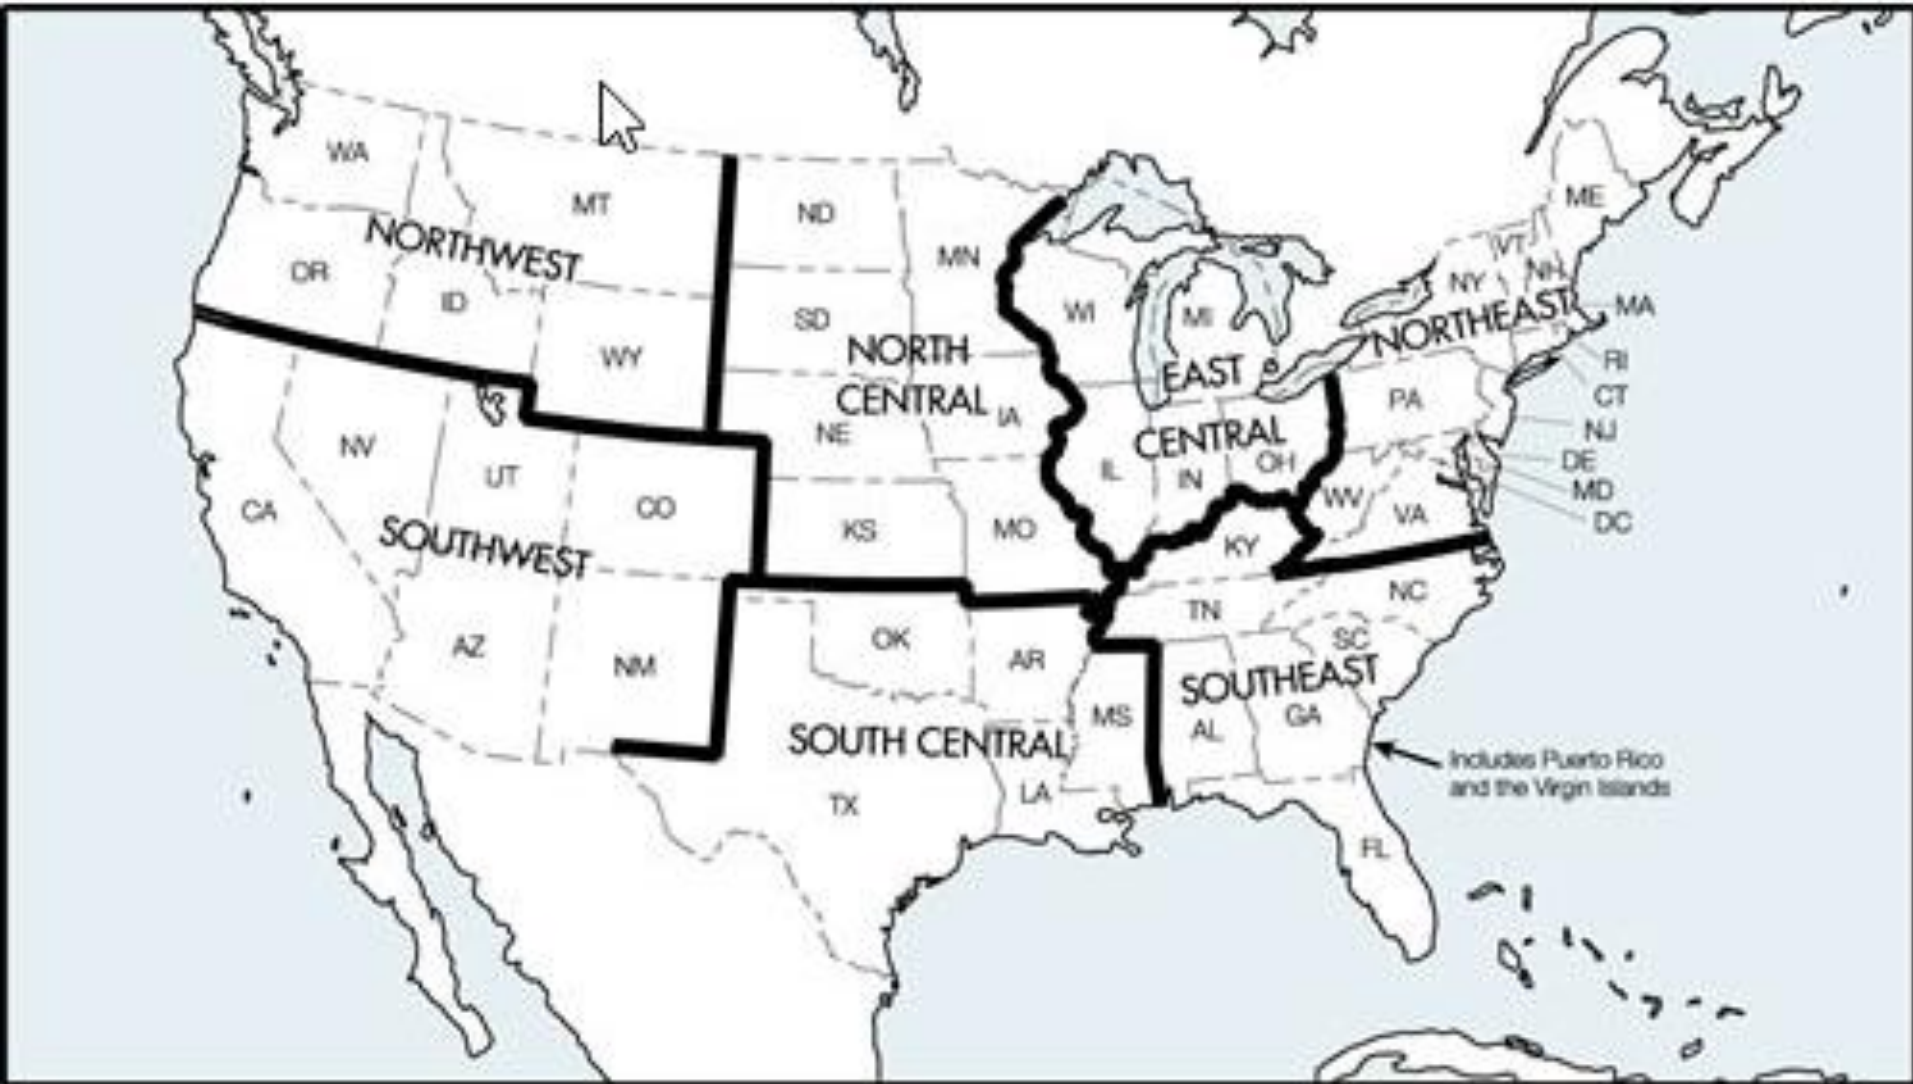 WA
MT
ND
ME
MN
VT
NORTHWEST
OR
ID
NY
NH
SD
WI
MI
MA
NORTHEAST
WY
NORTH
CENTRAL
EAST
RI
PA
CT
NE
IA
CENTRAL
NJ
NV
UT
IL
IN
OH
DE
MD
CA
CO
WV
VA
DC
KS
MO
SOUTHWEST
KY
NC
TN
AZ
NM
OK
AR
SC
SOUTHEAST
MS
AL
GA
SOUTH CENTRAL
Includes Puerto Rico
and the Virgin Islands
TX
LA
FL